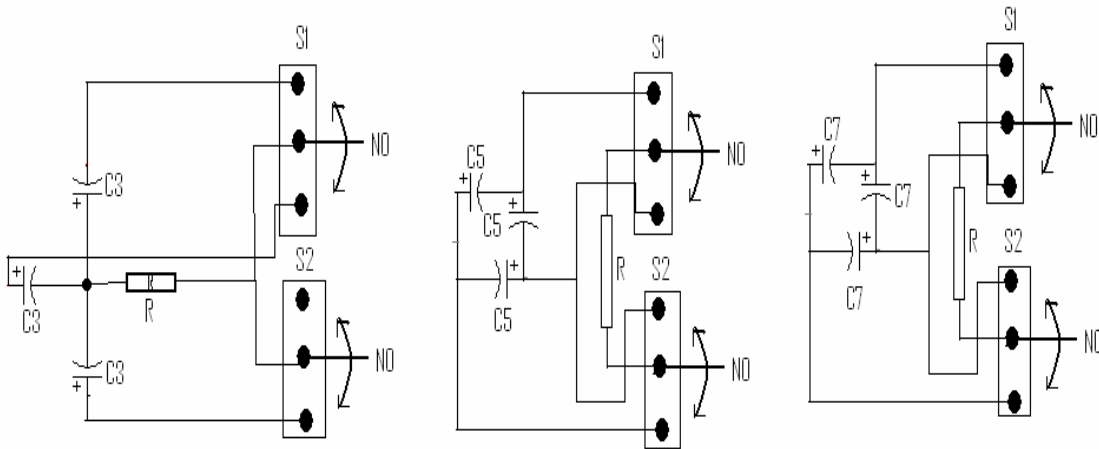 S1
NO
C3
+
+
C3
R
R
S2
C3
+
NO
S1
NO
C5
+
+
C5
R
S2
+
C5
NO
S1
NO
C7
+
+
C7
R
S2
+
C7
NO